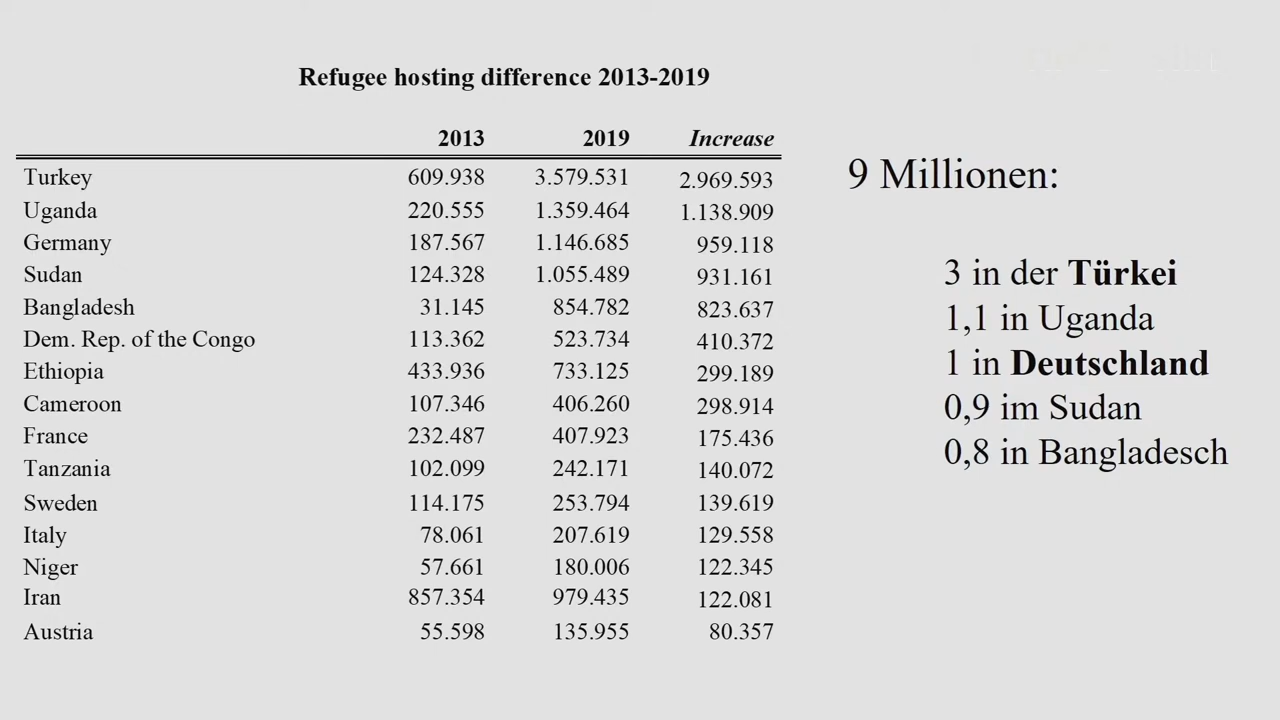 Refugee hosting difference 2013-2019
2013 2019 Increase
Turkey 609.938 3.579.531 2.969.593
Uganda 220.555 1.359.464 1.138.909
Germany 187.567 1.146.685 959.118
Sudan 124.328 1.055.489 931.161
Bangladesh 31.145 854.782 823.637
Dem. Rep. of the Congo 113.362 523.734 410.372
Ethiopia 433.936 733.125 299.189
Cameroon 107.346 406.260 298.914
France 232.487 407.923 175.436
Tanzania 102.099 242.171 140.072
Sweden 114.175 253.794 139.619
Italy 78.061 207.619 129.558
Niger 57.661 180.006 122.345
Iran 857.354 979.435 122.081
Austria 55.598 135.955 80.357
9 Millionen:
3 in der Türkei
1,1 in Uganda
1 in Deutschland
0,9 im Sudan
0,8 in Bangladesch